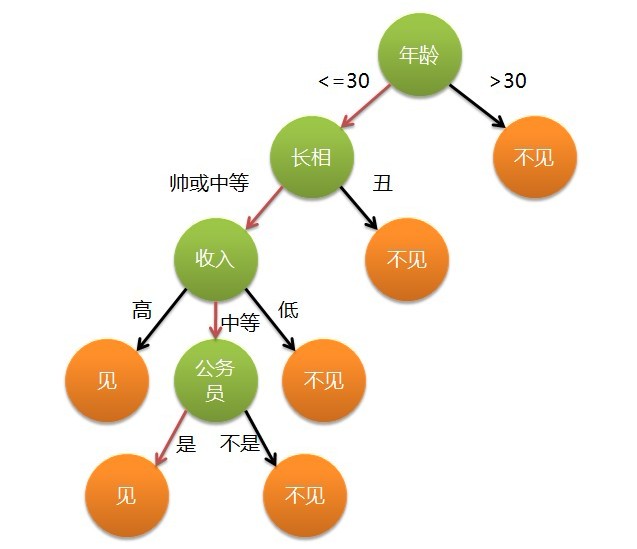 年龄
<=30
>30
长相
不见
帅或中等
丑
收入
不见
高
中等
低
见
公务
员
不见
是
不是
见
不见